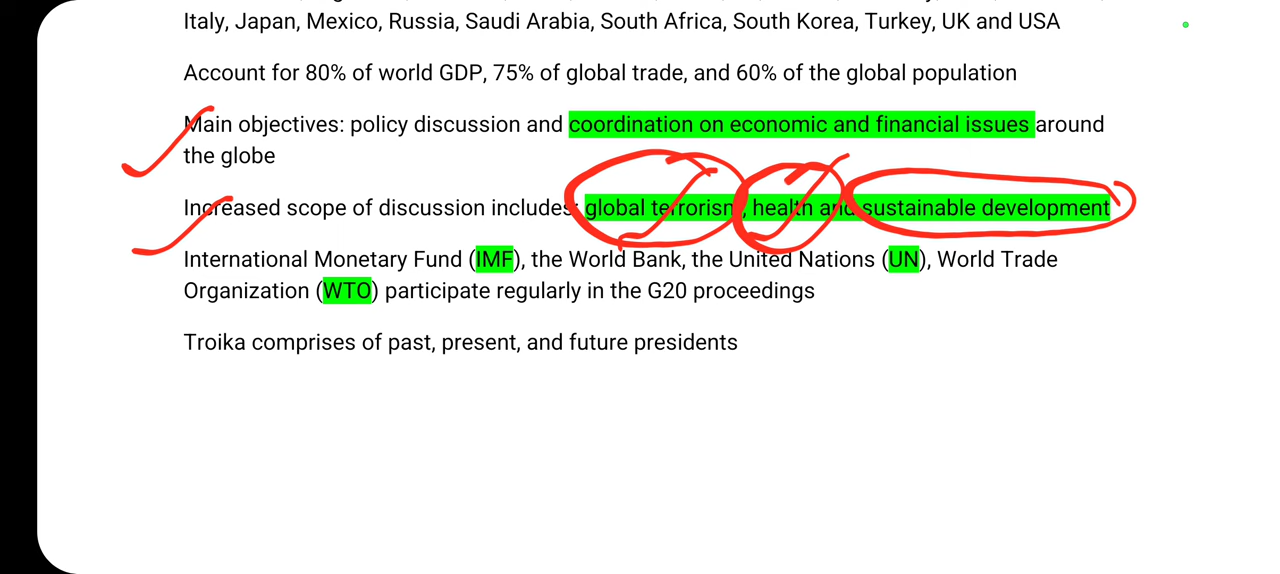 Italy, Japan, Mexico, Russia, Saudi Arabia, South Africa, South Korea, Turkey, UK and USA
Account for 80% of world GDP, 75% of global trade, and 60% of the global population
Main objectives: policy discussion and coordination on economic and financial issues around
the globe
Increased scope of discussion includes: global terrorism, health and sustainable development
International Monetary Fund (IMF), the World Bank, the United Nations (UN), World Trade
Organization (WTO) participate regularly in the G20 proceedings
Troika comprises of past, present, and future presidents